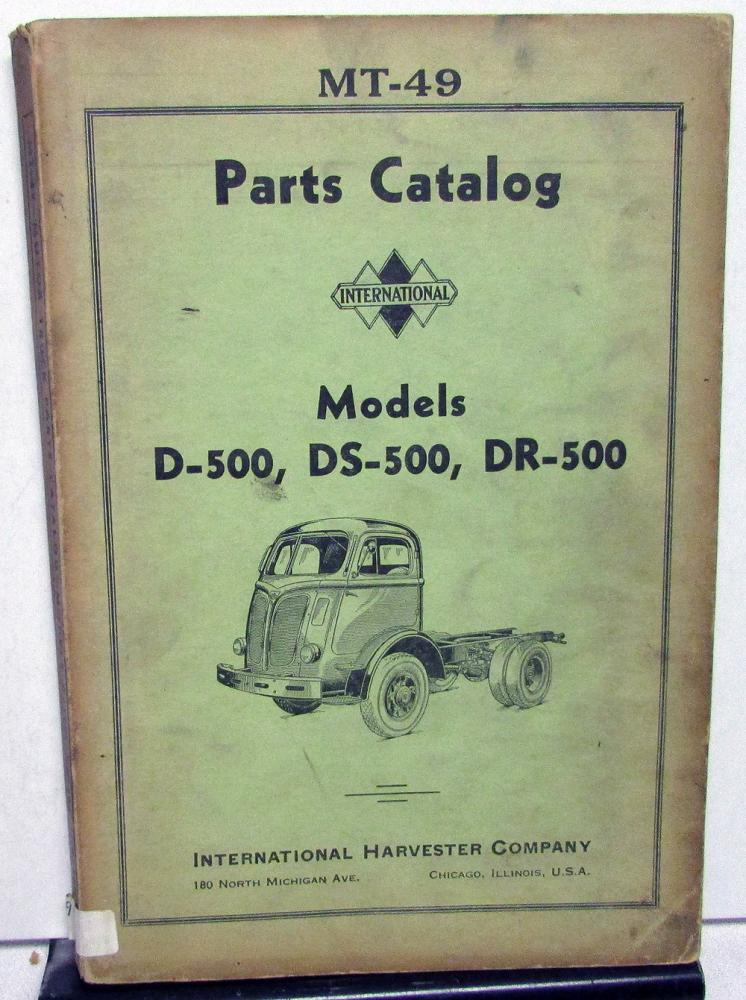 MT-49
Parts Catalog
INTERNATIONAL
Models
D-500, DS-500, DR-500
INTERNATIONAL HARVESTER COMPANY
180 NORTH MICHIGAN AVE. CHICAGO, ILLINOIS, U.S.A.